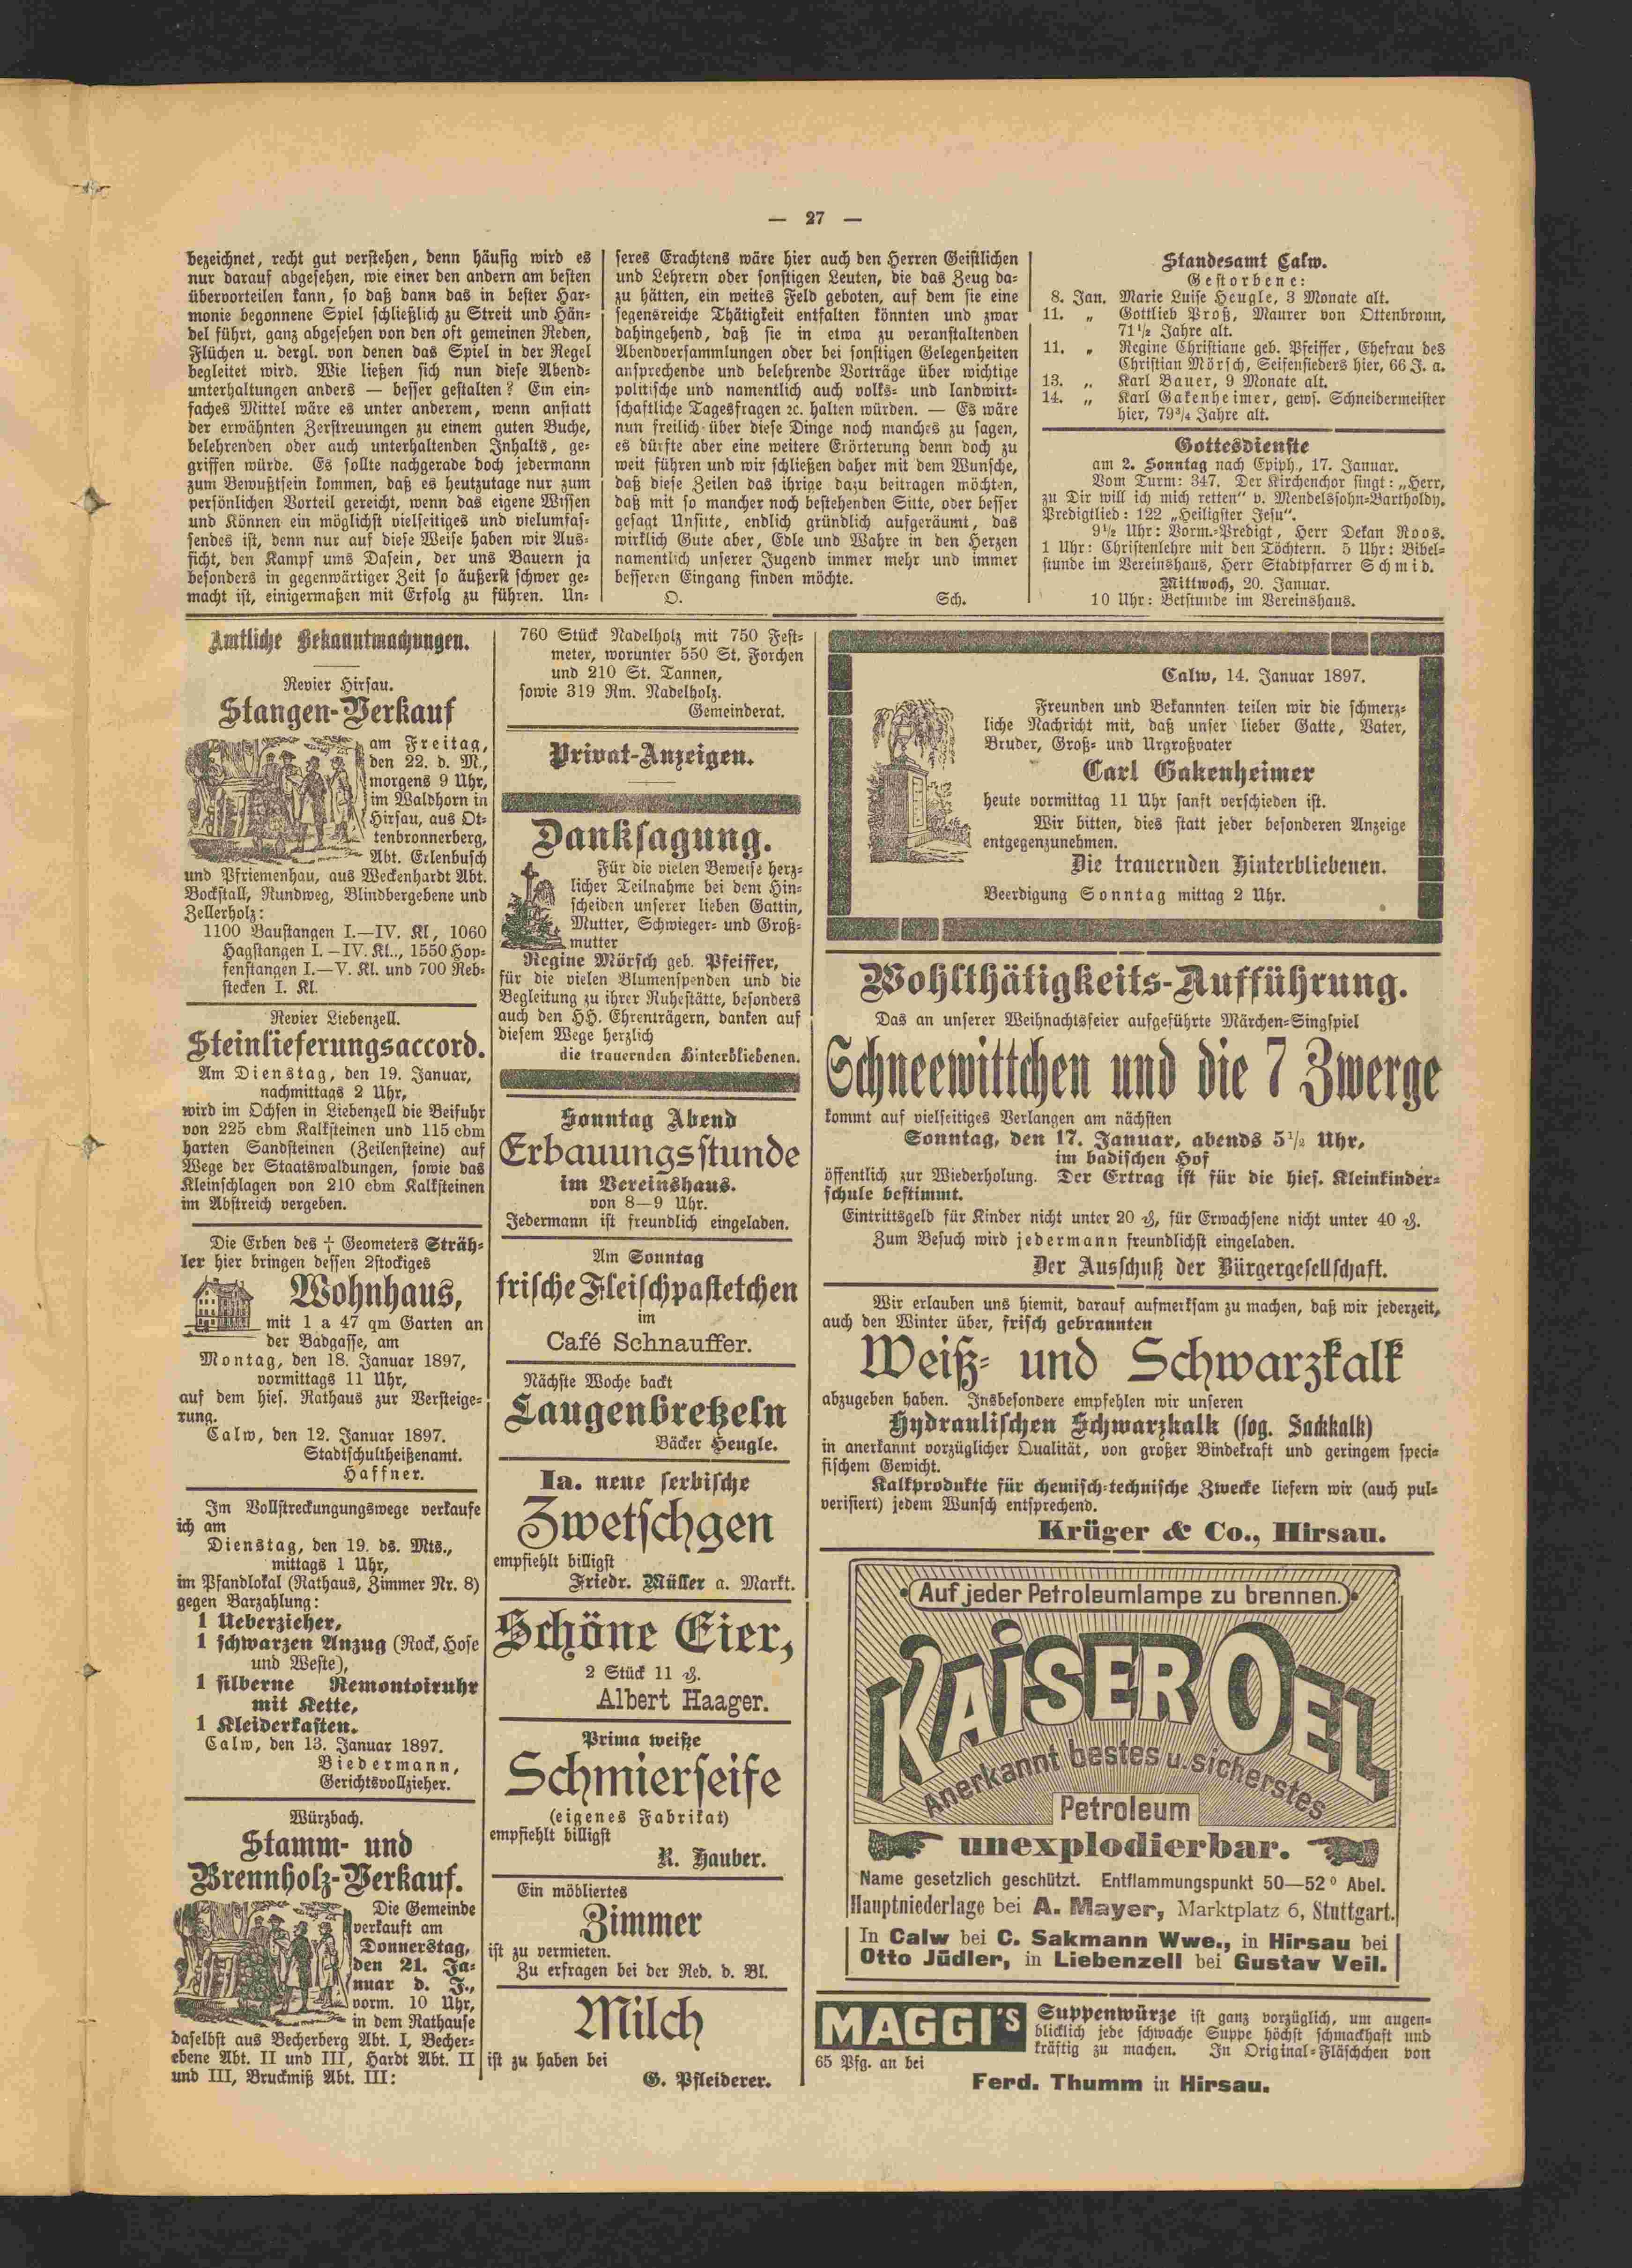 — 27 —
bezeichnet, recht gut verstehen, denn häufig wird es
nur darauf abgesehen, wie einer den andern am besten
übervorteilen kann, so daß dann das in bester Har-
monie begonnene Spiel schließlich zu Streit und Hän-
del führt, ganz abgesehen von den oft gemeinen Reden,
Flüchen u. dergl. von denen das Spiel in der Regel
begleitet wird. Wie ließen sich nun diese Abend-
unterhaltungen anders — besser gestalten? Ein ein-
faches Mittel wäre es unter anderem, wenn anstatt
der erwähnten Zerstreuungen zu einem guten Buche,
belehrenden oder auch unterhaltenden Inhalts, ge-
griffen würde. Es sollte nachgerade doch jedermann
zum Bewußtsein kommen, daß es heutzutage nur zum
persönlichen Vorteil gereicht, wenn das eigene Wissen
und Können ein möglichst vielseitiges und vielumfas-
sendes ist, denn nur auf diese Weise haben wir Aus-
sicht, den Kampf ums Dasein, der uns Bauern ja
besonders in gegenwärtiger Zeit so äußerst schwer ge-
macht ist, einigermaßen mit Erfolg zu führen. Un-
seres Erachtens wäre hier auch den Herren Geistlichen
und Lehrern oder sonstigen Leuten, die das Zeug da-
zu hätten, ein weites Feld geboten, auf dem sie eine
segensreiche Thätigkeit entfalten könnten und zwar
dahingehend, daß sie in etwa zu veranstaltenden
Abendversammlungen oder bei sonstigen Gelegenheiten
ansprechende und belehrende Vorträge über wichtige
politische und namentlich auch volks- und landwirt-
schaftliche Tagesfragen ꝛc. halten würden. — Es wäre
nun freilich über diese Dinge noch manches zu sagen,
es dürfte aber eine weitere Erörterung denn doch zu
weit führen und wir schließen daher mit dem Wunsche,
daß diese Zeilen das ihrige dazu beitragen möchten,
daß mit so mancher noch bestehenden Sitte, oder besser
gesagt Unsitte, endlich gründlich aufgeräumt, das
wirklich Gute aber, Edle und Wahre in den Herzen
namentlich unserer Jugend immer mehr und immer
besseren Eingang finden möchte.
O. Sch.
Standesamt Calw.
Gestorbene:
8. Jan. Marie Luise Heugle, 3 Monate alt.
11. „ Gottlieb Proß, Maurer von Ottenbronn,
71½ Jahre alt.
11. „ Regine Christiane geb. Pfeiffer, Ehefrau des
Christian Mörsch, Seifensieders hier, 66 J. a.
13. „ Karl Bauer, 9 Monate alt.
14. „ Karl Gakenheimer, gews. Schneidermeister
hier, 79¾ Jahre alt.
Gottesdienste
am 2. Sonntag nach Epiph., 17. Januar.
Vom Turm: 347. Der Kirchenchor singt: „Herr,
zu Dir will ich mich retten" v. Mendelssohn-Bartholdy.
Predigtlied: 122 „Heiligster Jesu".
9½ Uhr: Vorm.-Predigt, Herr Dekan Roos.
1 Uhr: Christenlehre mit den Töchtern. 5 Uhr: Bibel-
stunde im Vereinshaus, Herr Stadtpfarrer Schmid.
Mittwoch, 20. Januar.
10 Uhr: Betstunde im Vereinshaus.
Amtliche Bekanntmachungen.
Revier Hirsau.
Stangen-Verkauf
am Freitag,
den 22. d. M.,
morgens 9 Uhr,
im Waldhorn in
Hirsau, aus Ot-
tenbronnerberg,
Abt. Erlenbusch
und Pfriemenhau, aus Weckenhardt Abt.
Bockstall, Rundweg, Blindbergebene und
Zellerholz:
1100 Baustangen I.—IV. Kl, 1060
Hagstangen I.—IV. Kl.., 1550 Hop-
fenstangen I.—V. Kl. und 700 Reb-
stecken I. Kl.
Revier Liebenzell.
Steinlieferungsaccord.
Am Dienstag, den 19. Januar,
nachmittags 2 Uhr,
wird im Ochsen in Liebenzell die Beifuhr
von 225 cbm Kalksteinen und 115 cbm
harten Sandsteinen (Zeilensteine) auf
Wege der Staatswaldungen, sowie das
Kleinschlagen von 210 cbm Kalksteinen
im Abstreich vergeben.
Die Erben des † Geometers Sträh-
ler hier bringen dessen 2stockiges
Wohnhaus,
mit 1 a 47 qm Garten an
der Badgasse, am
Montag, den 18. Januar 1897,
vormittags 11 Uhr,
auf dem hies. Rathaus zur Versteige-
rung.
Calw, den 12. Januar 1897.
Stadtschultheißenamt.
Haffner.
Im Vollstreckungungswege verkaufe
ich am
Dienstag, den 19. ds. Mts.,
mittags 1 Uhr,
im Pfandlokal (Rathaus, Zimmer Nr. 8)
gegen Barzahlung:
1 Ueberzieher,
1 schwarzen Anzug (Rock, Hose
und Weste),
1 silberne Remontoiruhr
mit Kette,
1 Kleiderkasten.
Calw, den 13. Januar 1897.
Biedermann,
Gerichtsvollzieher.
Würzbach.
Stamm- und
Brennholz-Verkauf.
Die Gemeinde
verkauft am
Donnerstag,
den 21. Ja-
nuar d. J.,
vorm. 10 Uhr,
in dem Rathause
daselbst aus Becherberg Abt. I, Becher-
ebene Abt. II und III, Hardt Abt. II
und III, Bruckmiß Abt. III:
760 Stück Nadelholz mit 750 Fest-
meter, worunter 550 St. Forchen
und 210 St. Tannen,
sowie 319 Rm. Nadelholz.
Gemeinderat.
Privat-Anzeigen.
Danksagung.
Für die vielen Beweise herz-
licher Teilnahme bei dem Hin-
scheiden unserer lieben Gattin,
Mutter, Schwieger- und Groß-
mutter
Regine Mörsch geb. Pfeiffer,
für die vielen Blumenspenden und die
Begleitung zu ihrer Ruhestätte, besonders
auch den HH. Ehrenträgern, danken auf
diesem Wege herzlich
die trauernden Hinterbliebenen.
Sonntag Abend
Erbauungsstunde
im Vereinshaus.
von 8—9 Uhr.
Jedermann ist freundlich eingeladen.
Am Sonntag
frische Fleischpastetchen
im
Café Schnauffer.
Nächste Woche backt
Laugenbretzeln
Bäcker Heugle.
Ia. neue serbische
Zwetschgen
empfiehlt billigst
Friedr. Müller a. Markt.
Schöne Eier,
2 Stück 11 ₰.
Albert Haager.
Prima weiße
Schmierseife
(eigenes Fabrikat)
empfiehlt billigst
R. Hauber.
Ein möbliertes
Zimmer
ist zu vermieten.
Zu erfragen bei der Red. d. Bl.
Milch
ist zu haben bei
G. Pfleiderer.
Calw, 14. Januar 1897.
Freunden und Bekannten teilen wir die schmerz-
liche Nachricht mit, daß unser lieber Gatte, Vater,
Bruder, Groß- und Urgroßvater
Carl Gakenheimer
heute vormittag 11 Uhr sanft verschieden ist.
Wir bitten, dies statt jeder besonderen Anzeige
entgegenzunehmen.
Die trauernden Hinterbliebenen.
Beerdigung Sonntag mittag 2 Uhr.
Wohlthätigkeits-Aufführung.
Das an unserer Weihnachtsfeier aufgeführte Märchen-Singspiel
Schneewittchen und die 7 Zwerge
kommt auf vielseitiges Verlangen am nächsten
Sonntag, den 17. Januar, abends 5½ Uhr,
im badischen Hof
öffentlich zur Wiederholung. Der Ertrag ist für die hies. Kleinkinder-
schule bestimmt.
Eintrittsgeld für Kinder nicht unter 20 ₰, für Erwachsene nicht unter 40 ₰.
Zum Besuch wird jedermann freundlichst eingeladen.
Der Ausschuß der Bürgergesellschaft.
Wir erlauben uns hiemit, darauf aufmerksam zu machen, daß wir jederzeit,
auch den Winter über, frisch gebrannten
Weiß- und Schwarzkalk
abzugeben haben. Insbesondere empfehlen wir unseren
Hydraulischen Schwarzkalk (sog. Sackkalk)
in anerkannt vorzüglicher Qualität, von großer Bindekraft und geringem speci-
fischem Gewicht.
Kalkprodukte für chemisch-technische Zwecke liefern wir (auch pul-
verisiert) jedem Wunsch entsprechend.
Krüger & Co., Hirsau.
Auf jeder Petroleumlampe zu brennen.
KAISER OEL
Anerkannt bestes u. sicherstes
Petroleum
unexplodierbar.
Name gesetzlich geschützt. Entflammungspunkt 50—52° Abel.
Hauptniederlage bei A. Mayer, Marktplatz 6, Stuttgart.
In Calw bei C. Sakmann Wwe., in Hirsau bei
Otto Jüdler, in Liebenzell bei Gustav Veil.
MAGGI'S Suppenwürze ist ganz vorzüglich, um augen-
blicklich jede schwache Suppe höchst schmackhaft und
kräftig zu machen. In Original-Fläschchen von
65 Pfg. an bei
Ferd. Thumm in Hirsau.